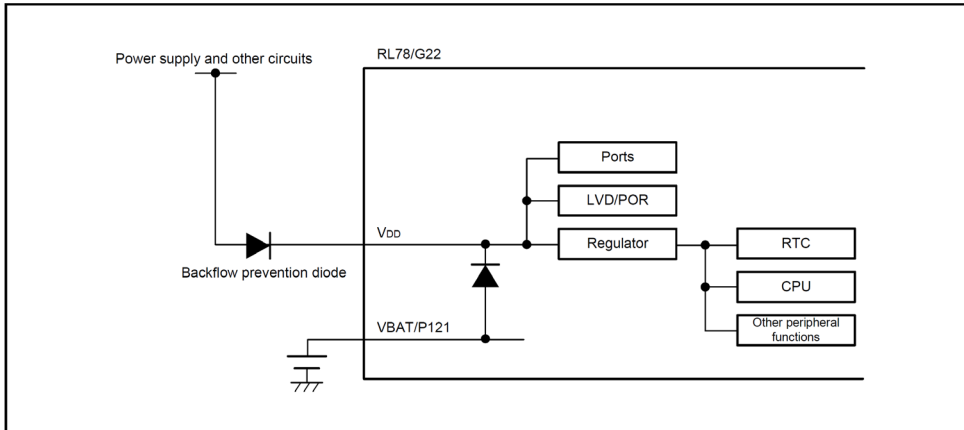 RL78/G22
Power supply and other circuits
Ports
LVD/POR
VDD
Regulator
RTC
Backflow prevention diode
CPU
VBAT/P121
Other peripheral
functions